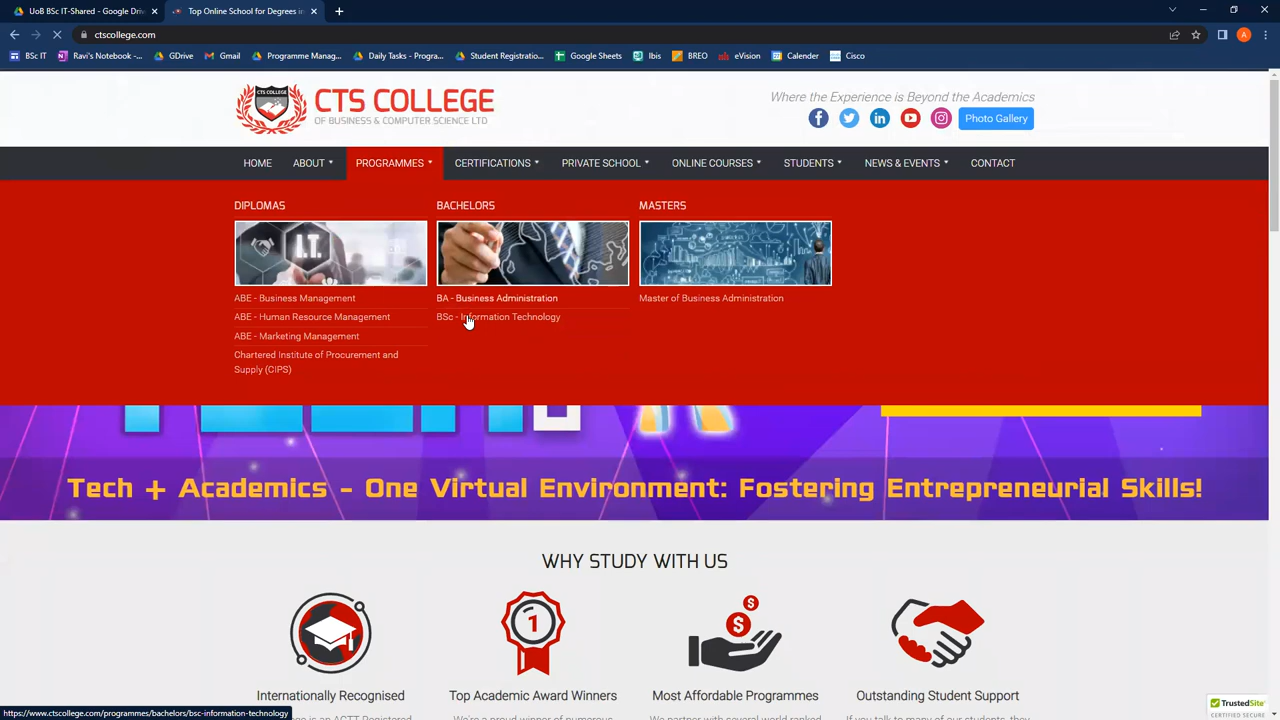 UoB BSc IT-Shared - Google Driv
Top Online School for Degrees in
ctscollege.com
BSc IT
Ravi's Notebook -...
GDrive
Gmail
Programme Manag...
Daily Tasks - Progra...
Student Registration...
Google Sheets
Ibis
BREO
eVision
Calender
Cisco
A
CTS COLLEGE
OF BUSINESS & COMPUTER SCIENCE LTD
Where the Experience is Beyond the Academics
Photo Gallery
HOME
ABOUT
PROGRAMMES
CERTIFICATIONS
PRIVATE SCHOOL
ONLINE COURSES
STUDENTS
NEWS & EVENTS
CONTACT
DIPLOMAS
I.T.
ABE - Business Management
ABE - Human Resource Management
ABE - Marketing Management
Chartered Institute of Procurement and
Supply (CIPS)
BACHELORS
BA - Business Administration
BSc - Information Technology
MASTERS
Master of Business Administration
Tech + Academics - One Virtual Environment: Fostering Entrepreneurial Skills!
WHY STUDY WITH US
1
$
$
Internationally Recognised
Top Academic Award Winners
Most Affordable Programmes
Outstanding Student Support
https://www.ctscollege.com/programmes/bachelors/bsc-information-technology
TrustedSite
CERTIFIED SECURE